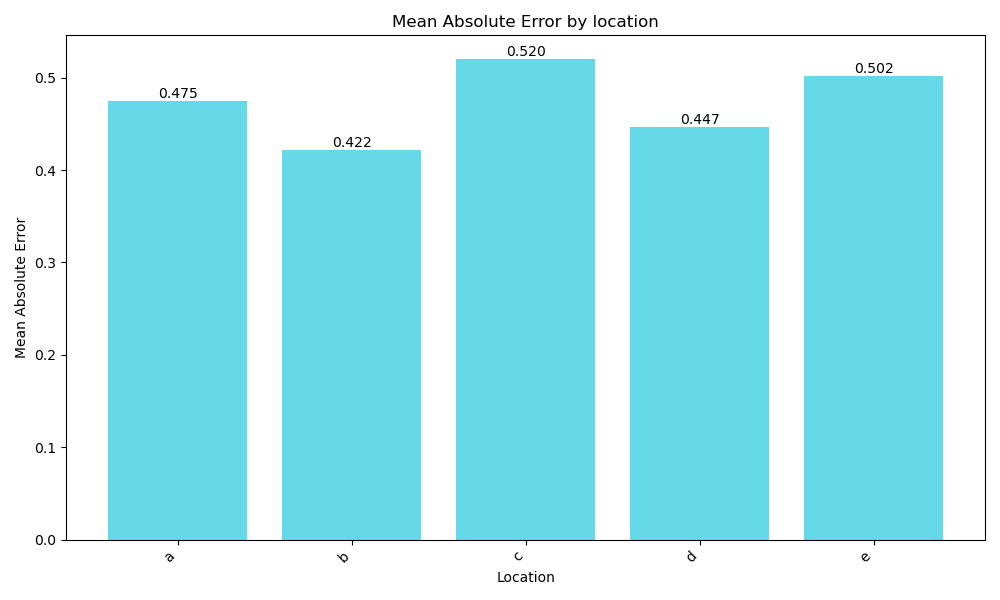 Mean Absolute Error by location
Mean Absolute Error
0.5
0.4
0.3
0.2
0.1
0.0
0.475
0.422
0.520
0.447
0.502
a
b
c
d
e
Location